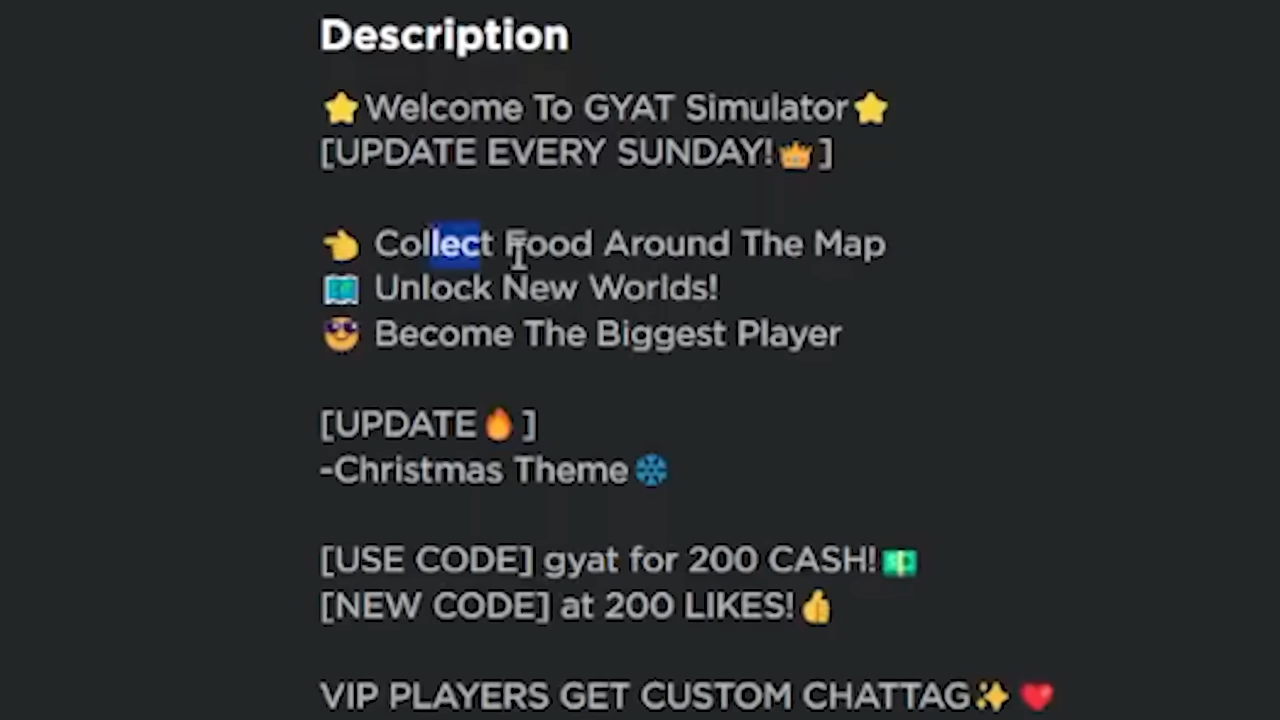 Description
⭐Welcome To GYAT Simulator⭐
[UPDATE EVERY SUNDAY!👑]
👈 Collect Food Around The Map
🗺️ Unlock New Worlds!
😎 Become The Biggest Player
[UPDATE🔥]
-Christmas Theme❄️
[USE CODE] gyat for 200 CASH!💵
[NEW CODE] at 200 LIKES!👍
VIP PLAYERS GET CUSTOM CHATTAG✨❤️